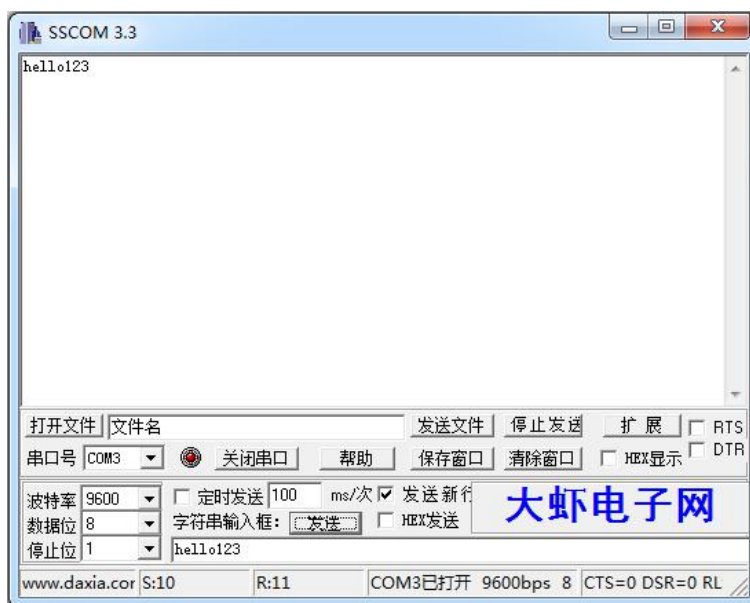 SSCOM 3.3
hello123
打开文件 文件名 发送文件 停止发送 扩 展 RTS
串口号 COM3 关闭串口 帮助 保存窗口 清除窗口 HEX显示 DTR
波特率 9600 定时发送 100 ms/次 发送新行 大虾电子网
数据位 8 字符串输入框: 发送 HEX发送
停止位 1 hello123
www.daxia.cor S:10 R:11 COM3已打开 9600bps 8 CTS=0 DSR=0 RL